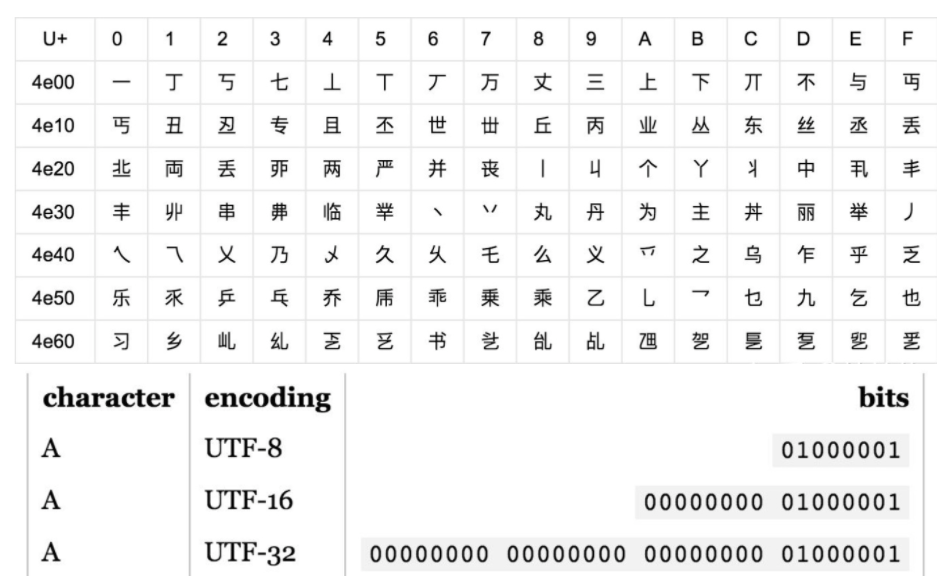 U+ 0 1 2 3 4 5 6 7 8 9 A B C D E F
4e00 一 丁 丂 七 丄 丅 丆 万 丈 三 上 下 丌 不 与 丏
4e10 丐 丑 丒 专 且 丕 世 丗 丘 丙 业 丛 东 丝 丞 丟
4e20 丠 両 丢 丣 两 严 并 丧 丨 丩 个 丫 丬 中 丮 丯
4e30 丰 丱 串 丳 临 丵 丶 丷 丸 丹 为 主 丼 丽 举 丿
4e40 乀 乁 乂 乃 乄 久 乆 乇 么 义 乊 之 乌 乍 乎 乏
4e50 乐 乑 乒 乓 乔 乕 乖 乗 乘 乙 乚 乛 乜 九 乞 也
4e60 习 乡 乢 乣 乤 乥 书 乧 乨 乩 乪 乫 乬 乭 乮 乯
character encoding bits
A UTF-8 01000001
A UTF-16 00000000 01000001
A UTF-32 00000000 00000000 00000000 01000001